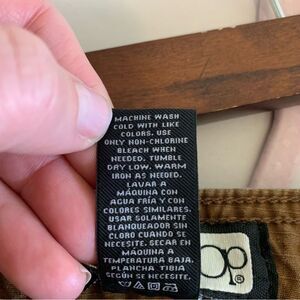 MACHINE WASH
COLD WITH LIKE
COLORS. USE
ONLY NON-CHLORINE
BLEACH WHEN
NEEDED. TUMBLE
DRY LOW. WARM
IRON AS NEEDED.
LAVAR A
MÁQUINA CON
AGUA FRÍA Y CON
COLORES SIMILARES.
USAR SOLAMENTE
BLANQUEADOR SIN
CLORO CUANDO SE
NECESITE. SECAR EN
MÁQUINA A
TEMPERATURA BAJA.
PLANCHA TIBIA
SEGÚN SE NECESITE.
op
®